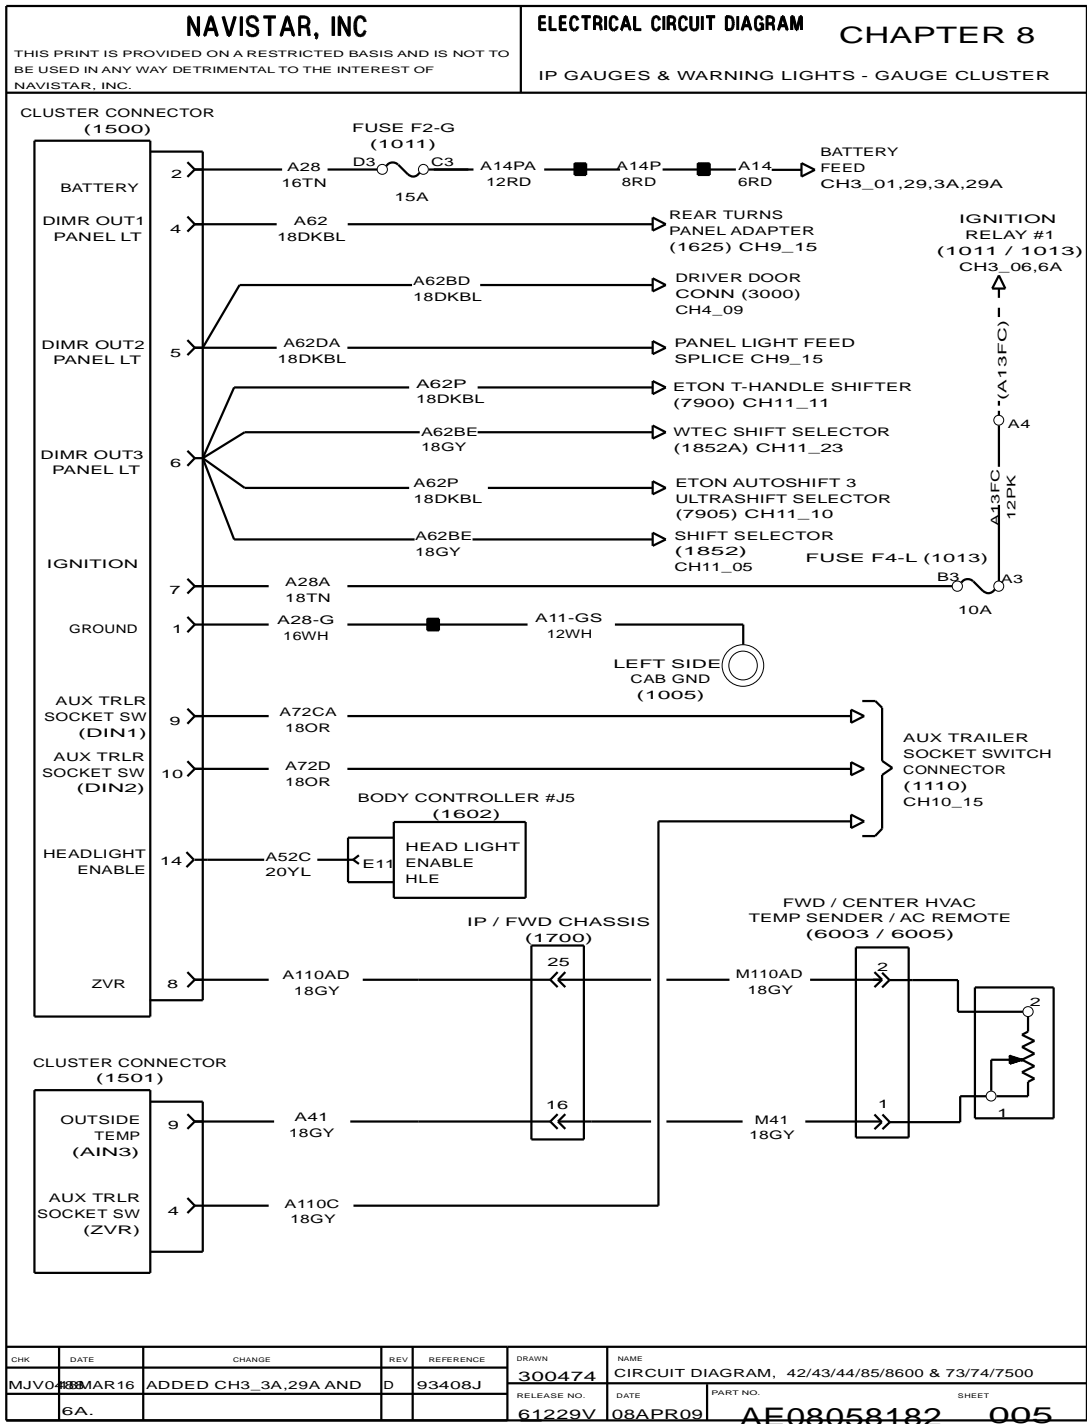 NAVISTAR, INC
THIS PRINT IS PROVIDED ON A RESTRICTED BASIS AND IS NOT TO
BE USED IN ANY WAY DETRIMENTAL TO THE INTEREST OF
NAVISTAR, INC.
ELECTRICAL CIRCUIT DIAGRAM
CHAPTER 8
IP GAUGES & WARNING LIGHTS - GAUGE CLUSTER
CLUSTER CONNECTOR
(1500)
FUSE F2-G
(1011)
D3
C3
15A
2
BATTERY
A28
16TN
A14PA
12RD
A14P
8RD
A14
6RD
BATTERY
FEED
CH3_01,29,3A,29A
DIMR OUT1
PANEL LT
4
A62
18DKBL
REAR TURNS
PANEL ADAPTER
(1625) CH9_15
IGNITION
RELAY #1
(1011 / 1013)
CH3_06,6A
A62BD
18DKBL
DRIVER DOOR
CONN (3000)
CH4_09
DIMR OUT2
PANEL LT
5
A62DA
18DKBL
PANEL LIGHT FEED
SPLICE CH9_15
(A13FC)
A62P
18DKBL
ETON T-HANDLE SHIFTER
(7900) CH11_11
A4
DIMR OUT3
PANEL LT
6
A62BE
18GY
WTEC SHIFT SELECTOR
(1852A) CH11_23
A62P
18DKBL
ETON AUTOSHIFT 3
ULTRASHIFT SELECTOR
(7905) CH11_10
A13FC
12PK
A62BE
18GY
SHIFT SELECTOR
(1852)
CH11_05
FUSE F4-L (1013)
B3
A3
10A
IGNITION
7
A28A
18TN
GROUND
1
A28-G
16WH
A11-GS
12WH
LEFT SIDE
CAB GND
(1005)
AUX TRLR
SOCKET SW
(DIN1)
9
A72CA
18OR
AUX TRLR
SOCKET SW
(DIN2)
10
A72D
18OR
AUX TRAILER
SOCKET SWITCH
CONNECTOR
(1110)
CH10_15
BODY CONTROLLER #J5
(1602)
HEADLIGHT
ENABLE
14
A52C
20YL
E11
HEAD LIGHT
ENABLE
HLE
IP / FWD CHASSIS
(1700)
FWD / CENTER HVAC
TEMP SENDER / AC REMOTE
(6003 / 6005)
ZVR
8
A110AD
18GY
25
M110AD
18GY
2
2
CLUSTER CONNECTOR
(1501)
OUTSIDE
TEMP
(AIN3)
9
A41
18GY
16
M41
18GY
1
1
AUX TRLR
SOCKET SW
(ZVR)
4
A110C
18GY
CHK DATE CHANGE REV REFERENCE
ADDED CH3_3A,29A AND D 93408J
6A.
DRAWN
300474
NAME
CIRCUIT DIAGRAM, 42/43/44/85/8600 & 73/74/7500
RELEASE NO.
61229V
DATE
08APR09
PART NO.
AE08058182
SHEET
005